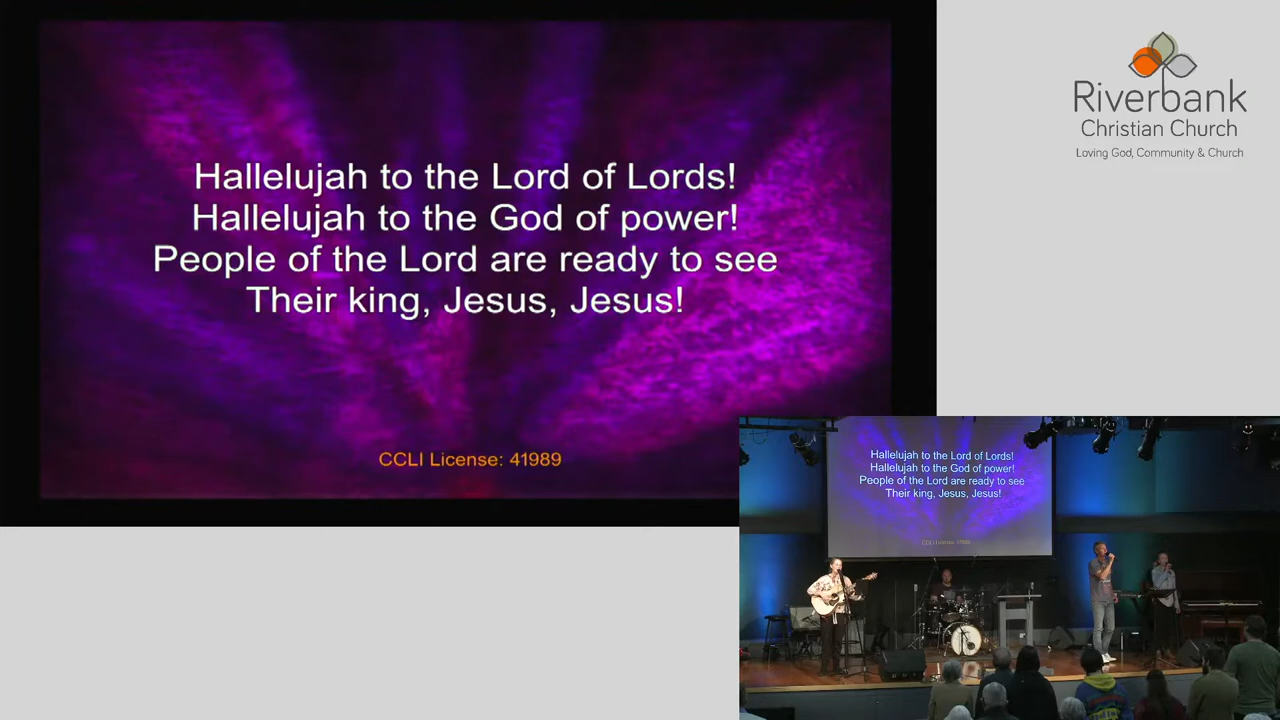 Hallelujah to the Lord of Lords!
Hallelujah to the God of power!
People of the Lord are ready to see
Their king, Jesus, Jesus!
CCLI License: 41989
Riverbank
Christian Church
Loving God, Community & Church
Hallelujah to the Lord of Lords!
Hallelujah to the God of power!
People of the Lord are ready to see
Their king, Jesus, Jesus!
CCLI License: 41989